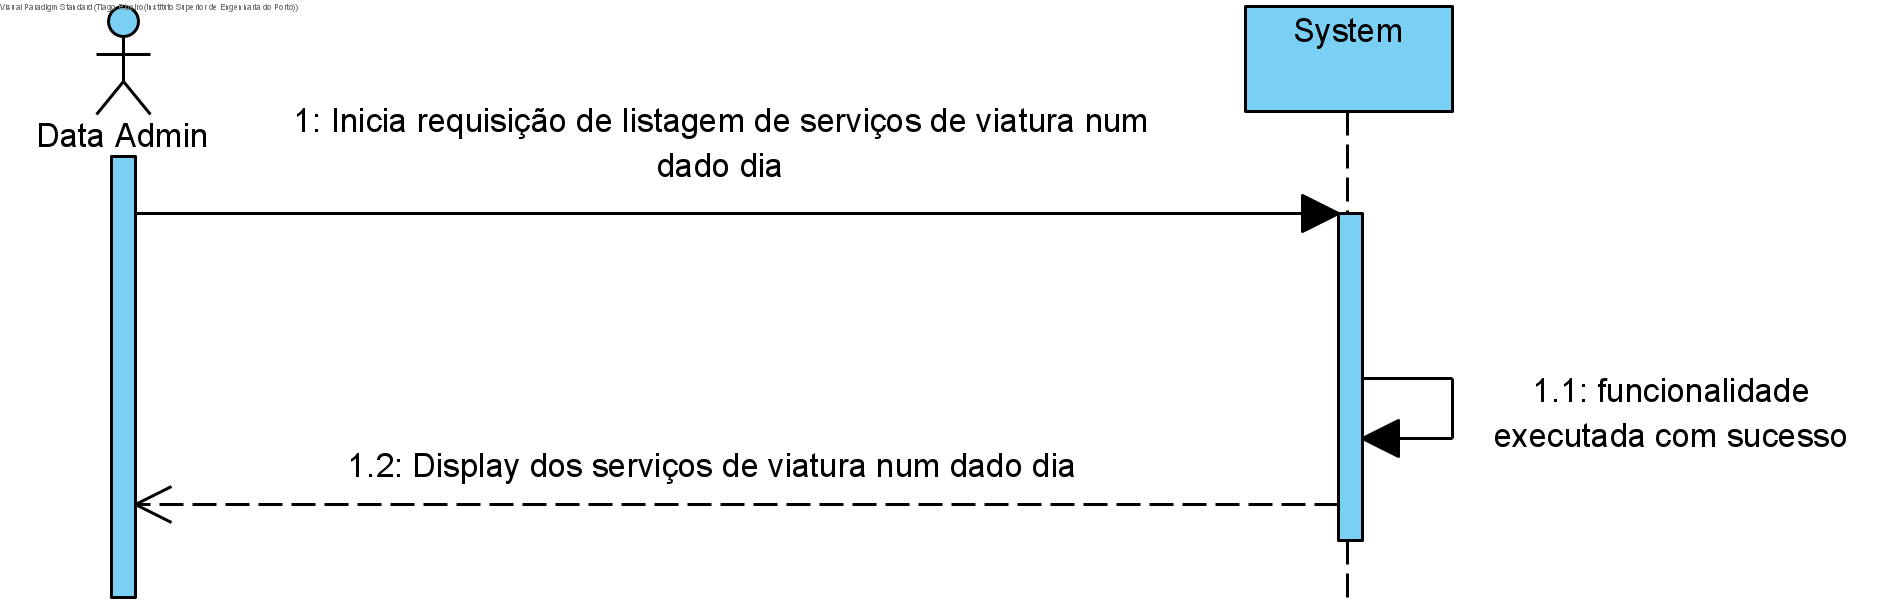 Visual Paradigm Standard (Tiago Ribeiro(Instituto Superior de Engenharia do Porto))
System
1: Inicia requisição de listagem de serviços de viatura num
dado dia
Data Admin
1.1: funcionalidade
executada com sucesso
1.2: Display dos serviços de viatura num dado dia